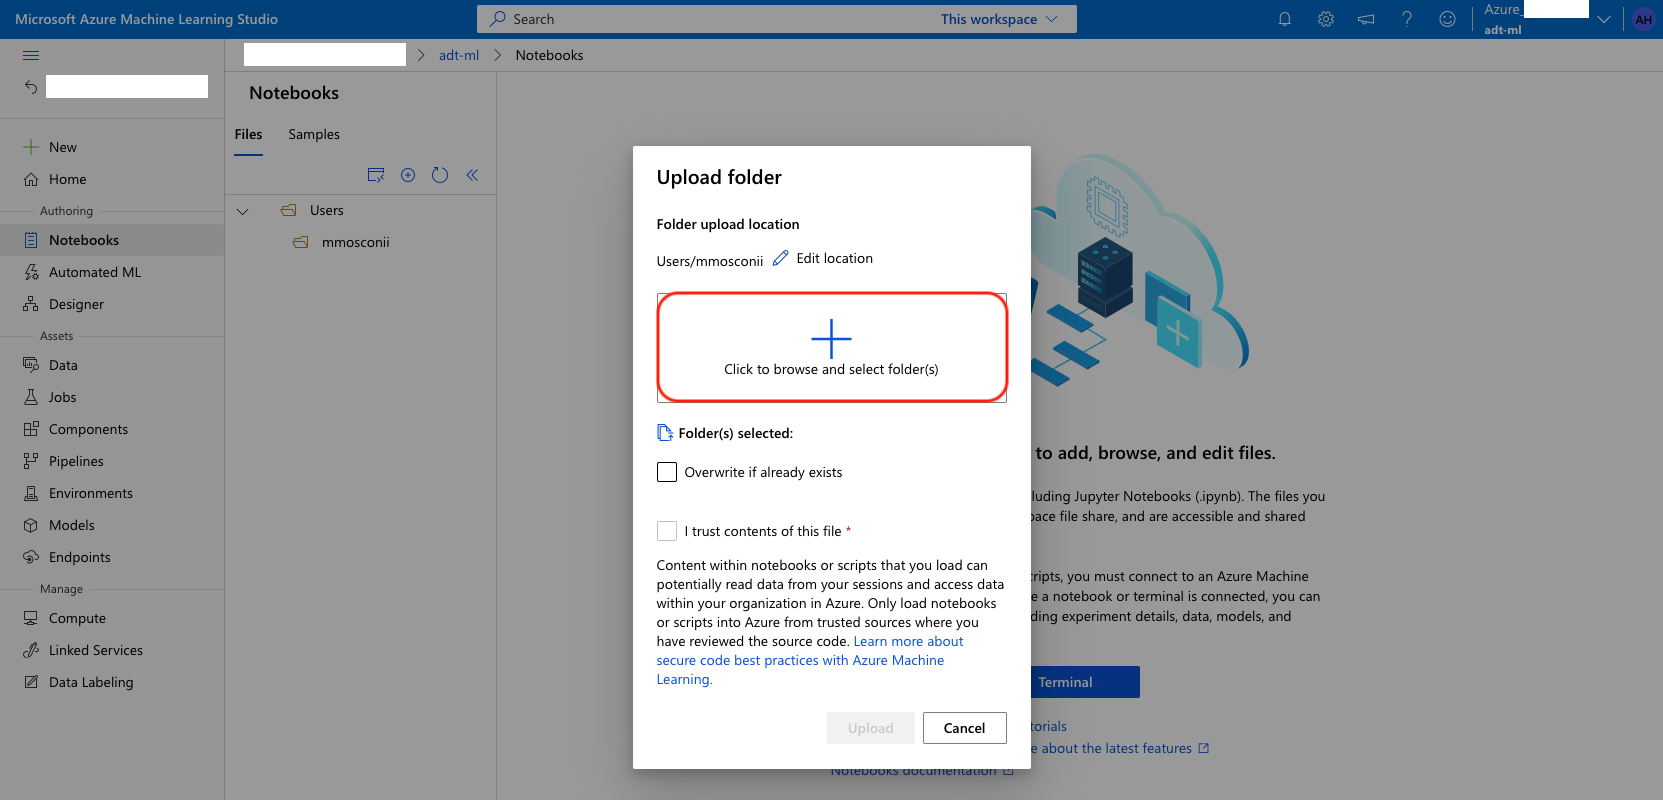 Microsoft Azure Machine Learning Studio
Search
This workspace
Azure_
adt-ml
AH
adt-ml
Notebooks
New
Home
Authoring
Notebooks
Automated ML
Designer
Assets
Data
Jobs
Components
Pipelines
Environments
Models
Endpoints
Manage
Compute
Linked Services
Data Labeling
Notebooks
Files Samples
Users
mmosconii
Upload folder
Folder upload location
Users/mmosconii Edit location
Click to browse and select folder(s)
Folder(s) selected:
Overwrite if already exists
I trust contents of this file *
Content within notebooks or scripts that you load can
potentially read data from your sessions and access data
within your organization in Azure. Only load notebooks
or scripts into Azure from trusted sources where you
have reviewed the source code. Learn more about
secure code best practices with Azure Machine
Learning.
Upload Cancel
to add, browse, and edit files.
luding Jupyter Notebooks (.ipynb). The files you
pace file share, and are accessible and shared
ripts, you must connect to an Azure Machine
e a notebook or terminal is connected, you can
ding experiment details, data, models, and
Terminal
torials
e about the latest features
Notebooks documentation